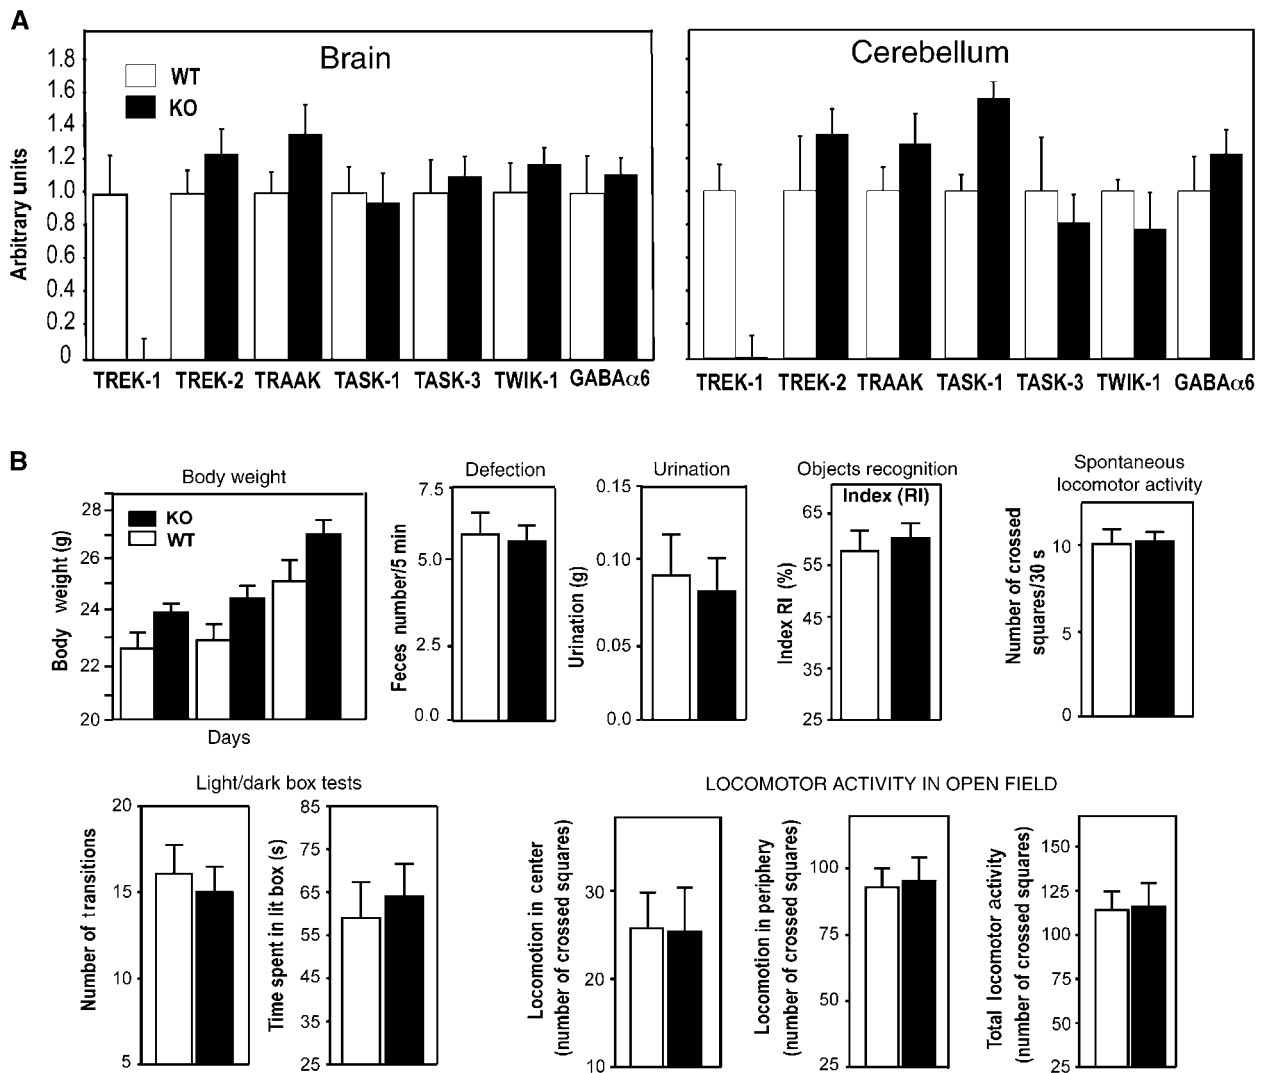 A
Brain
WT
KO
Arbitrary units
1.8
1.6
1.4
1.2
1.0
0.8
0.6
0.4
0.2
0
TREK-1 TREK-2 TRAAK TASK-1 TASK-3 TWIK-1 GABAα6
Cerebellum
TREK-1 TREK-2 TRAAK TASK-1 TASK-3 TWIK-1 GABAα6
B
Body weight
KO
WT
Body weight (g)
28
26
24
22
20
Days
Defection
Feces number/5 min
7.5
5.0
2.5
0.0
Urination
Urination (g)
0.15
0.10
0.05
0.0
Objects recognition
Index (RI)
Index RI (%)
65
55
45
35
25
Spontaneous
locomotor activity
Number of crossed
squares/30 s
10
5
0
Light/dark box tests
Number of transitions
20
15
10
5
Time spent in lit box (s)
85
75
65
55
45
35
25
LOCOMOTOR ACTIVITY IN OPEN FIELD
Locomotion in center
(number of crossed squares)
30
20
10
Locomotion in periphery
(number of crossed squares)
100
75
50
25
Total locomotor activity
(number of crossed squares)
150
125
100
75
50
25